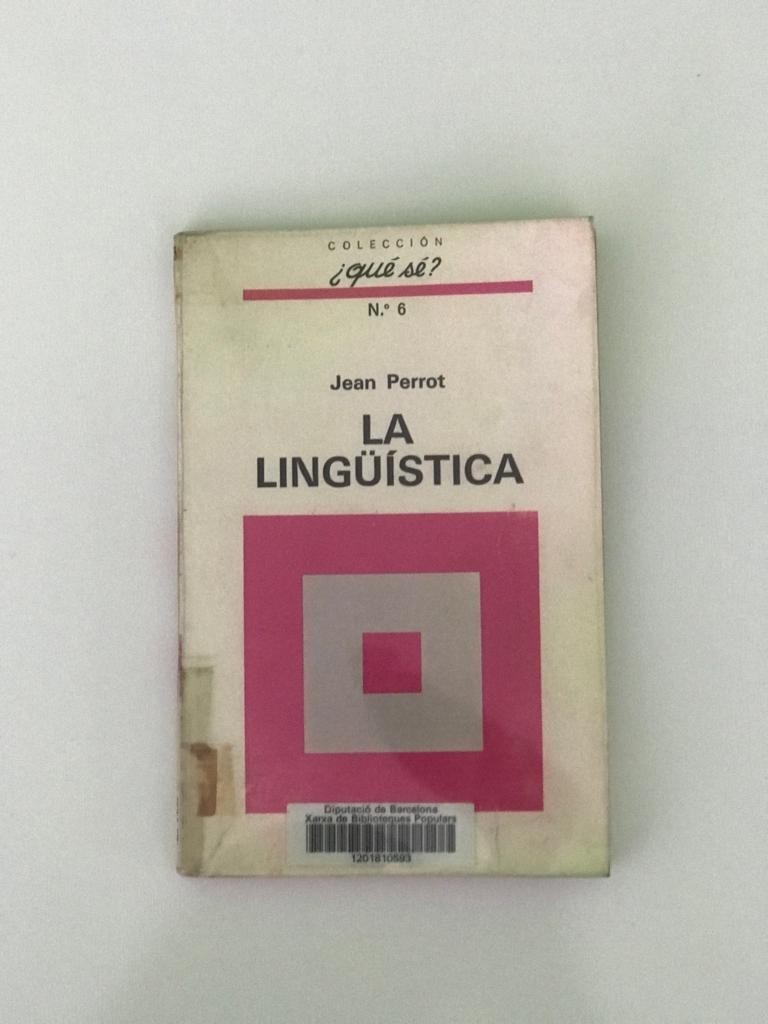 COLECCIÓN
¿qué sé?
N.º 6
Jean Perrot
LA
LINGÜÍSTICA
Diputació de Barcelona
Xarxa de Biblioteques Populars
1201810593